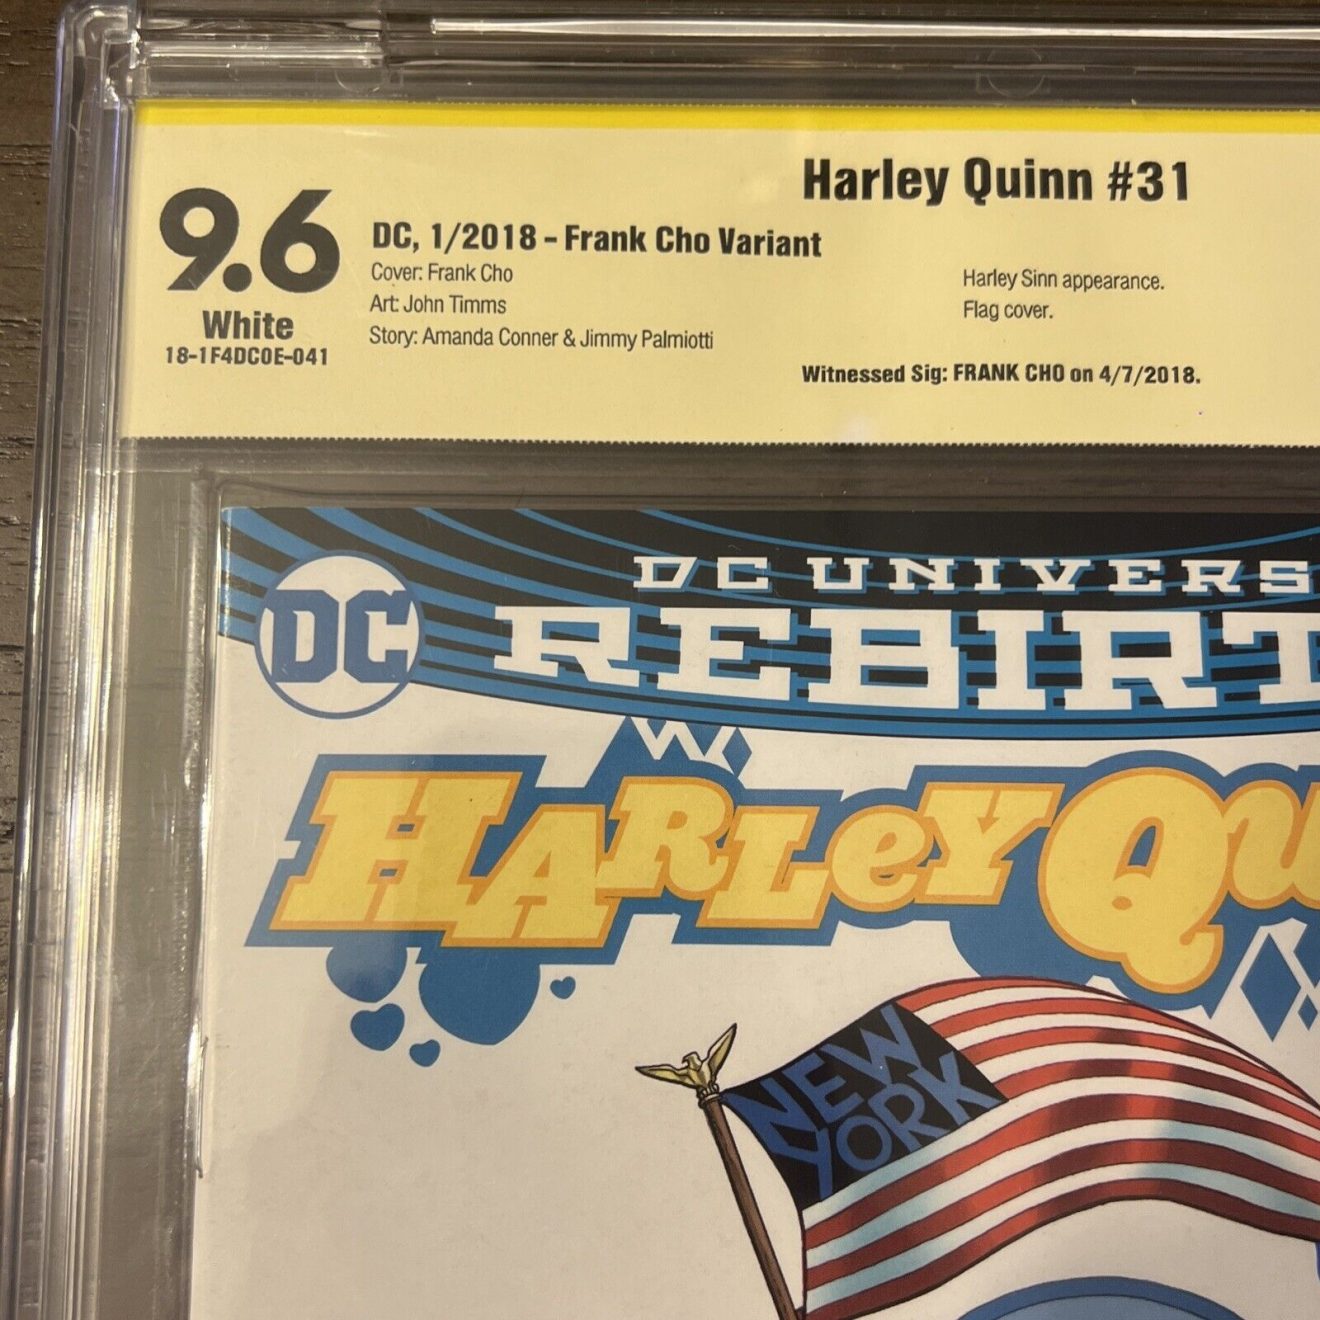 Harley Quinn #31
9.6
White
18-1F4DC0E-041
DC, 1/2018 - Frank Cho Variant
Cover: Frank Cho
Art: John Timms
Story: Amanda Conner & Jimmy Palmiotti
Harley Sinn appearance.
Flag cover.
Witnessed Sig: FRANK CHO on 4/7/2018.
DC
DC UNIVERS
REBIRT
HARLEY QU
NEW
YORK